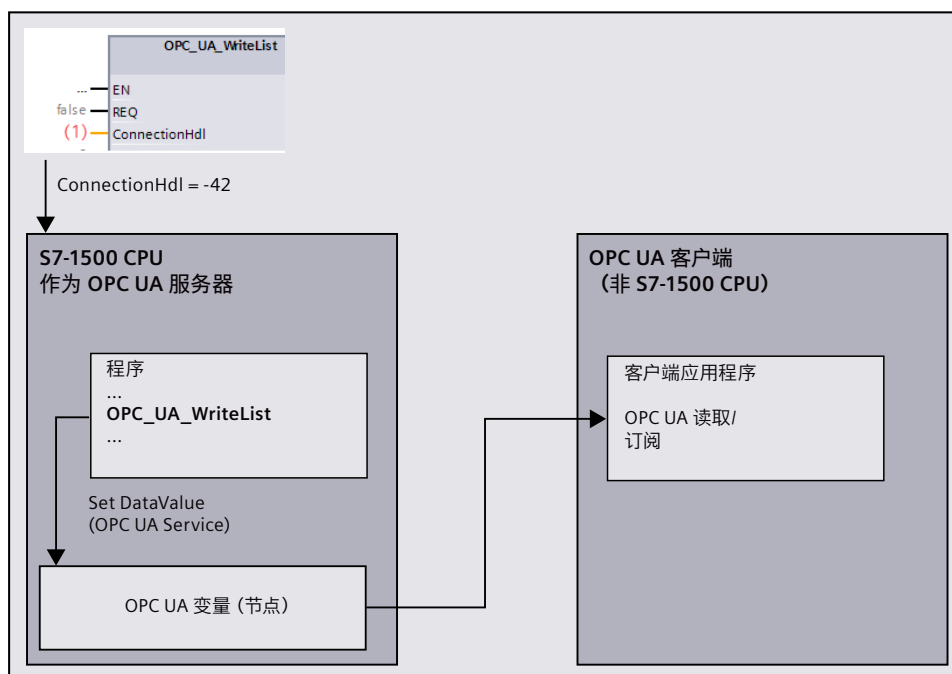 OPC_UA_WriteList
... EN
false REQ
(1) ConnectionHdl
ConnectionHdl = -42
S7-1500 CPU
作为 OPC UA 服务器
程序
...
OPC_UA_WriteList
...
Set DataValue
(OPC UA Service)
OPC UA 变量 (节点)
OPC UA 客户端
（非 S7-1500 CPU）
客户端应用程序
OPC UA 读取/
订阅